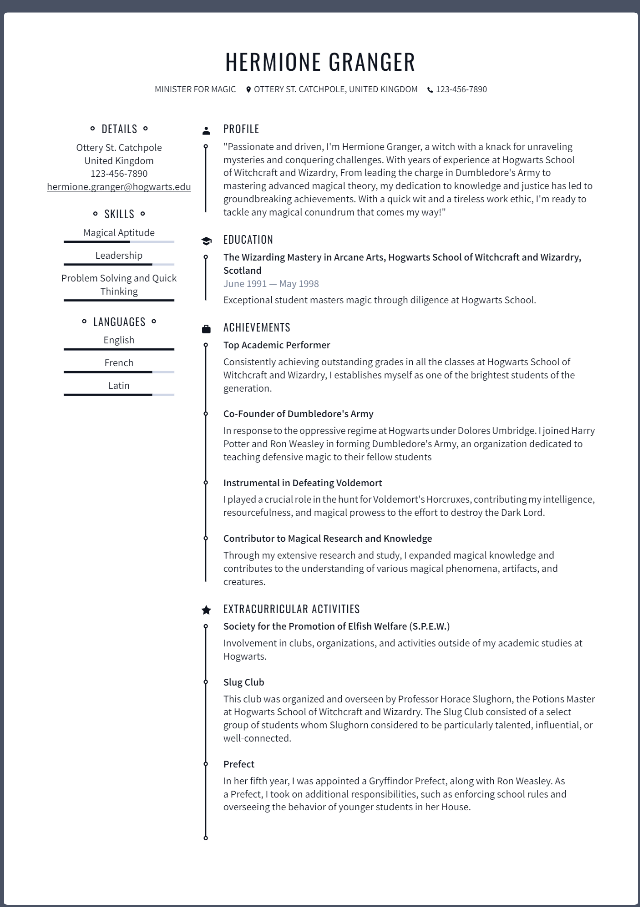 HERMIONE GRANGER
MINISTER FOR MAGIC OTTERY ST. CATCHPOLE, UNITED KINGDOM 123-456-7890
DETAILS
Ottery St. Catchpole
United Kingdom
123-456-7890
hermione.granger@hogwarts.edu
SKILLS
Magical Aptitude
Leadership
Problem Solving and Quick
Thinking
LANGUAGES
English
French
Latin
PROFILE
"Passionate and driven, I'm Hermione Granger, a witch with a knack for unraveling
mysteries and conquering challenges. With years of experience at Hogwarts School
of Witchcraft and Wizardry, From leading the charge in Dumbledore's Army to
mastering advanced magical theory, my dedication to knowledge and justice has led to
groundbreaking achievements. With a quick wit and a tireless work ethic, I'm ready to
tackle any magical conundrum that comes my way!"
EDUCATION
The Wizarding Mastery in Arcane Arts, Hogwarts School of Witchcraft and Wizardry,
Scotland
June 1991 — May 1998
Exceptional student masters magic through diligence at Hogwarts School.
ACHIEVEMENTS
Top Academic Performer
Consistently achieving outstanding grades in all the classes at Hogwarts School of
Witchcraft and Wizardry, I establishes myself as one of the brightest students of the
generation.
Co-Founder of Dumbledore's Army
In response to the oppressive regime at Hogwarts under Dolores Umbridge. I joined Harry
Potter and Ron Weasley in forming Dumbledore's Army, an organization dedicated to
teaching defensive magic to their fellow students
Instrumental in Defeating Voldemort
I played a crucial role in the hunt for Voldemort's Horcruxes, contributing my intelligence,
resourcefulness, and magical prowess to the effort to destroy the Dark Lord.
Contributor to Magical Research and Knowledge
Through my extensive research and study, I expanded magical knowledge and
contributes to the understanding of various magical phenomena, artifacts, and
creatures.
EXTRACURRICULAR ACTIVITIES
Society for the Promotion of Elfish Welfare (S.P.E.W.)
Involvement in clubs, organizations, and activities outside of my academic studies at
Hogwarts.
Slug Club
This club was organized and overseen by Professor Horace Slughorn, the Potions Master
at Hogwarts School of Witchcraft and Wizardry. The Slug Club consisted of a select
group of students whom Slughorn considered to be particularly talented, influential, or
well-connected.
Prefect
In her fifth year, I was appointed a Gryffindor Prefect, along with Ron Weasley. As
a Prefect, I took on additional responsibilities, such as enforcing school rules and
overseeing the behavior of younger students in her House.